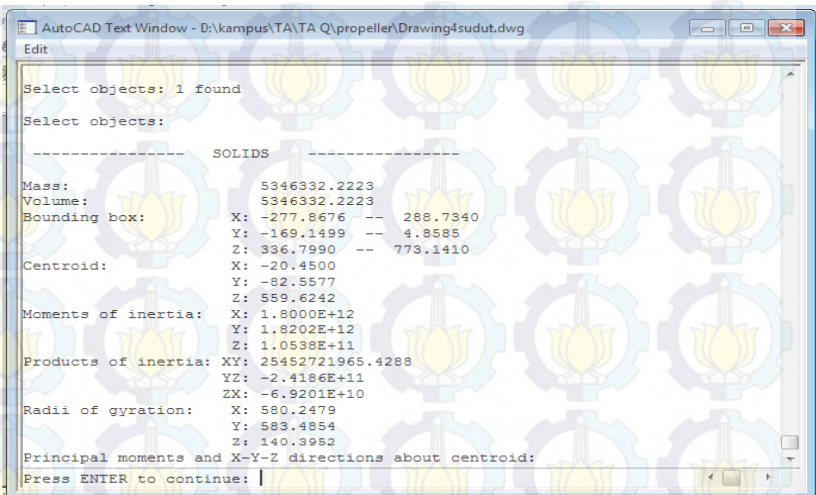 AutoCAD Text Window - D:\kampus\TA\TA Q\propeller\Drawing4sudut.dwg
Edit
Select objects: 1 found
Select objects:
---------------- SOLIDS ----------------
Mass: 5346332.2223
Volume: 5346332.2223
Bounding box: X: -277.8676 -- 288.7340
Y: -169.1499 -- 4.8585
Z: 336.7990 -- 773.1410
Centroid: X: -20.4500
Y: -82.5577
Z: 559.6242
Moments of inertia: X: 1.8000E+12
Y: 1.8202E+12
Z: 1.0538E+11
Products of inertia: XY: 25452721965.4288
YZ: -2.4186E+11
ZX: -6.9201E+10
Radii of gyration: X: 580.2479
Y: 583.4854
Z: 140.3952
Principal moments and X-Y-Z directions about centroid:
Press ENTER to continue: